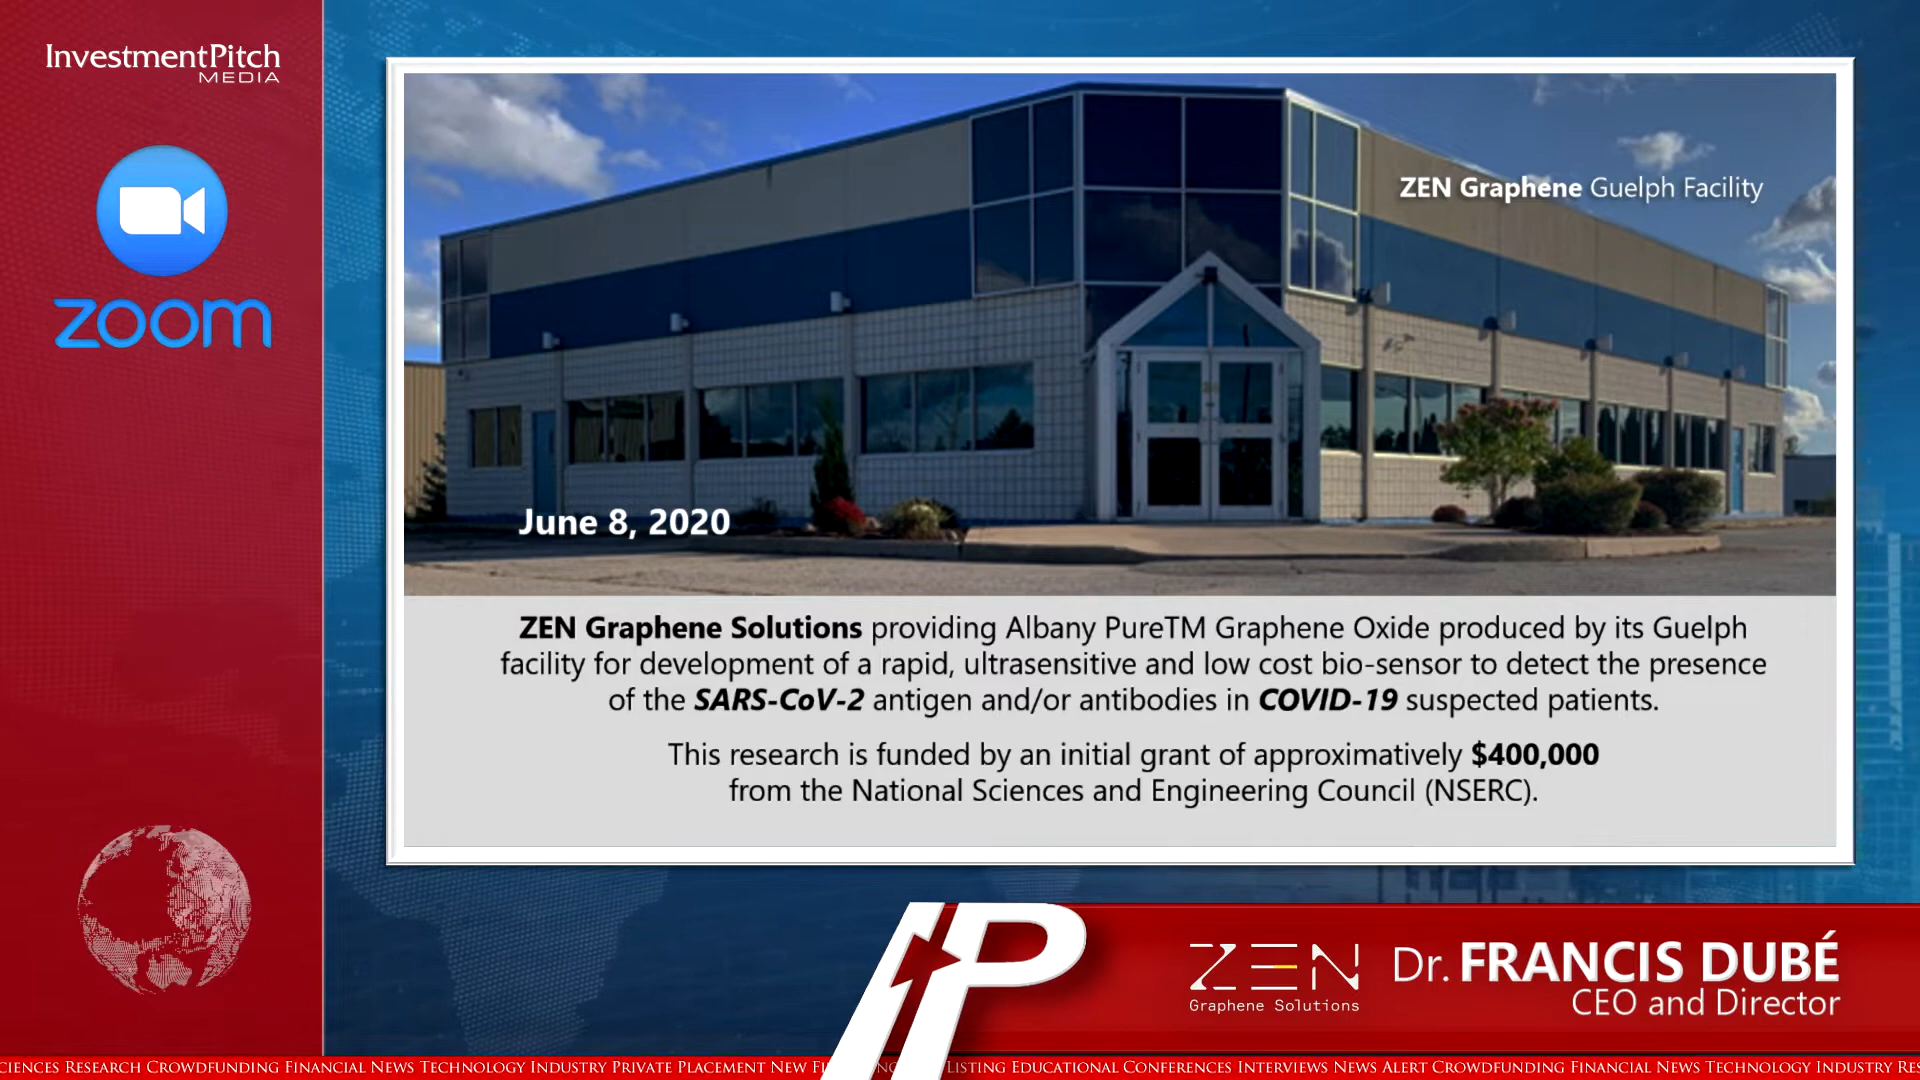 InvestmentPitch
MEDIA
zoom
ZEN Graphene Guelph Facility
June 8, 2020
ZEN Graphene Solutions providing Albany PureTM Graphene Oxide produced by its Guelph
facility for development of a rapid, ultrasensitive and low cost bio-sensor to detect the presence
of the SARS-CoV-2 antigen and/or antibodies in COVID-19 suspected patients.
This research is funded by an initial grant of approximatively $400,000
from the National Sciences and Engineering Council (NSERC).
IP
ZEN
Graphene Solutions
Dr. FRANCIS DUBÉ
CEO and Director
CIENCES RESEARCH CROWDFUNDING FINANCIAL NEWS TECHNOLOGY INDUSTRY PRIVATE PLACEMENT NEW LISTING EDUCATIONAL CONFERENCES INTERVIEWS NEWS ALERT CROWDFUNDING FINANCIAL NEWS TECHNOLOGY INDUSTRY RES